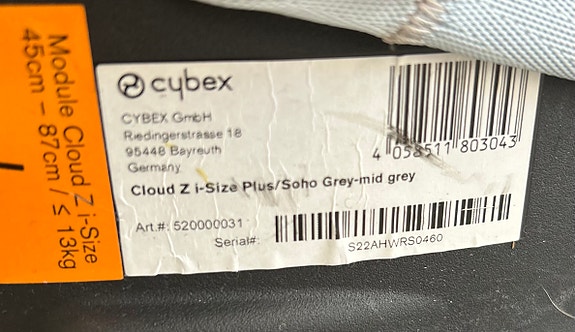 Module Cloud Z i-Size
45cm – 87cm / ≤ 13kg
cybex
CYBEX GmbH
Riedingerstrasse 18
95448 Bayreuth
Germany
4 058511 803043
Cloud Z i-Size Plus/Soho Grey-mid grey
Art.#: 520000031
Serial#:
S22AHWRS0460